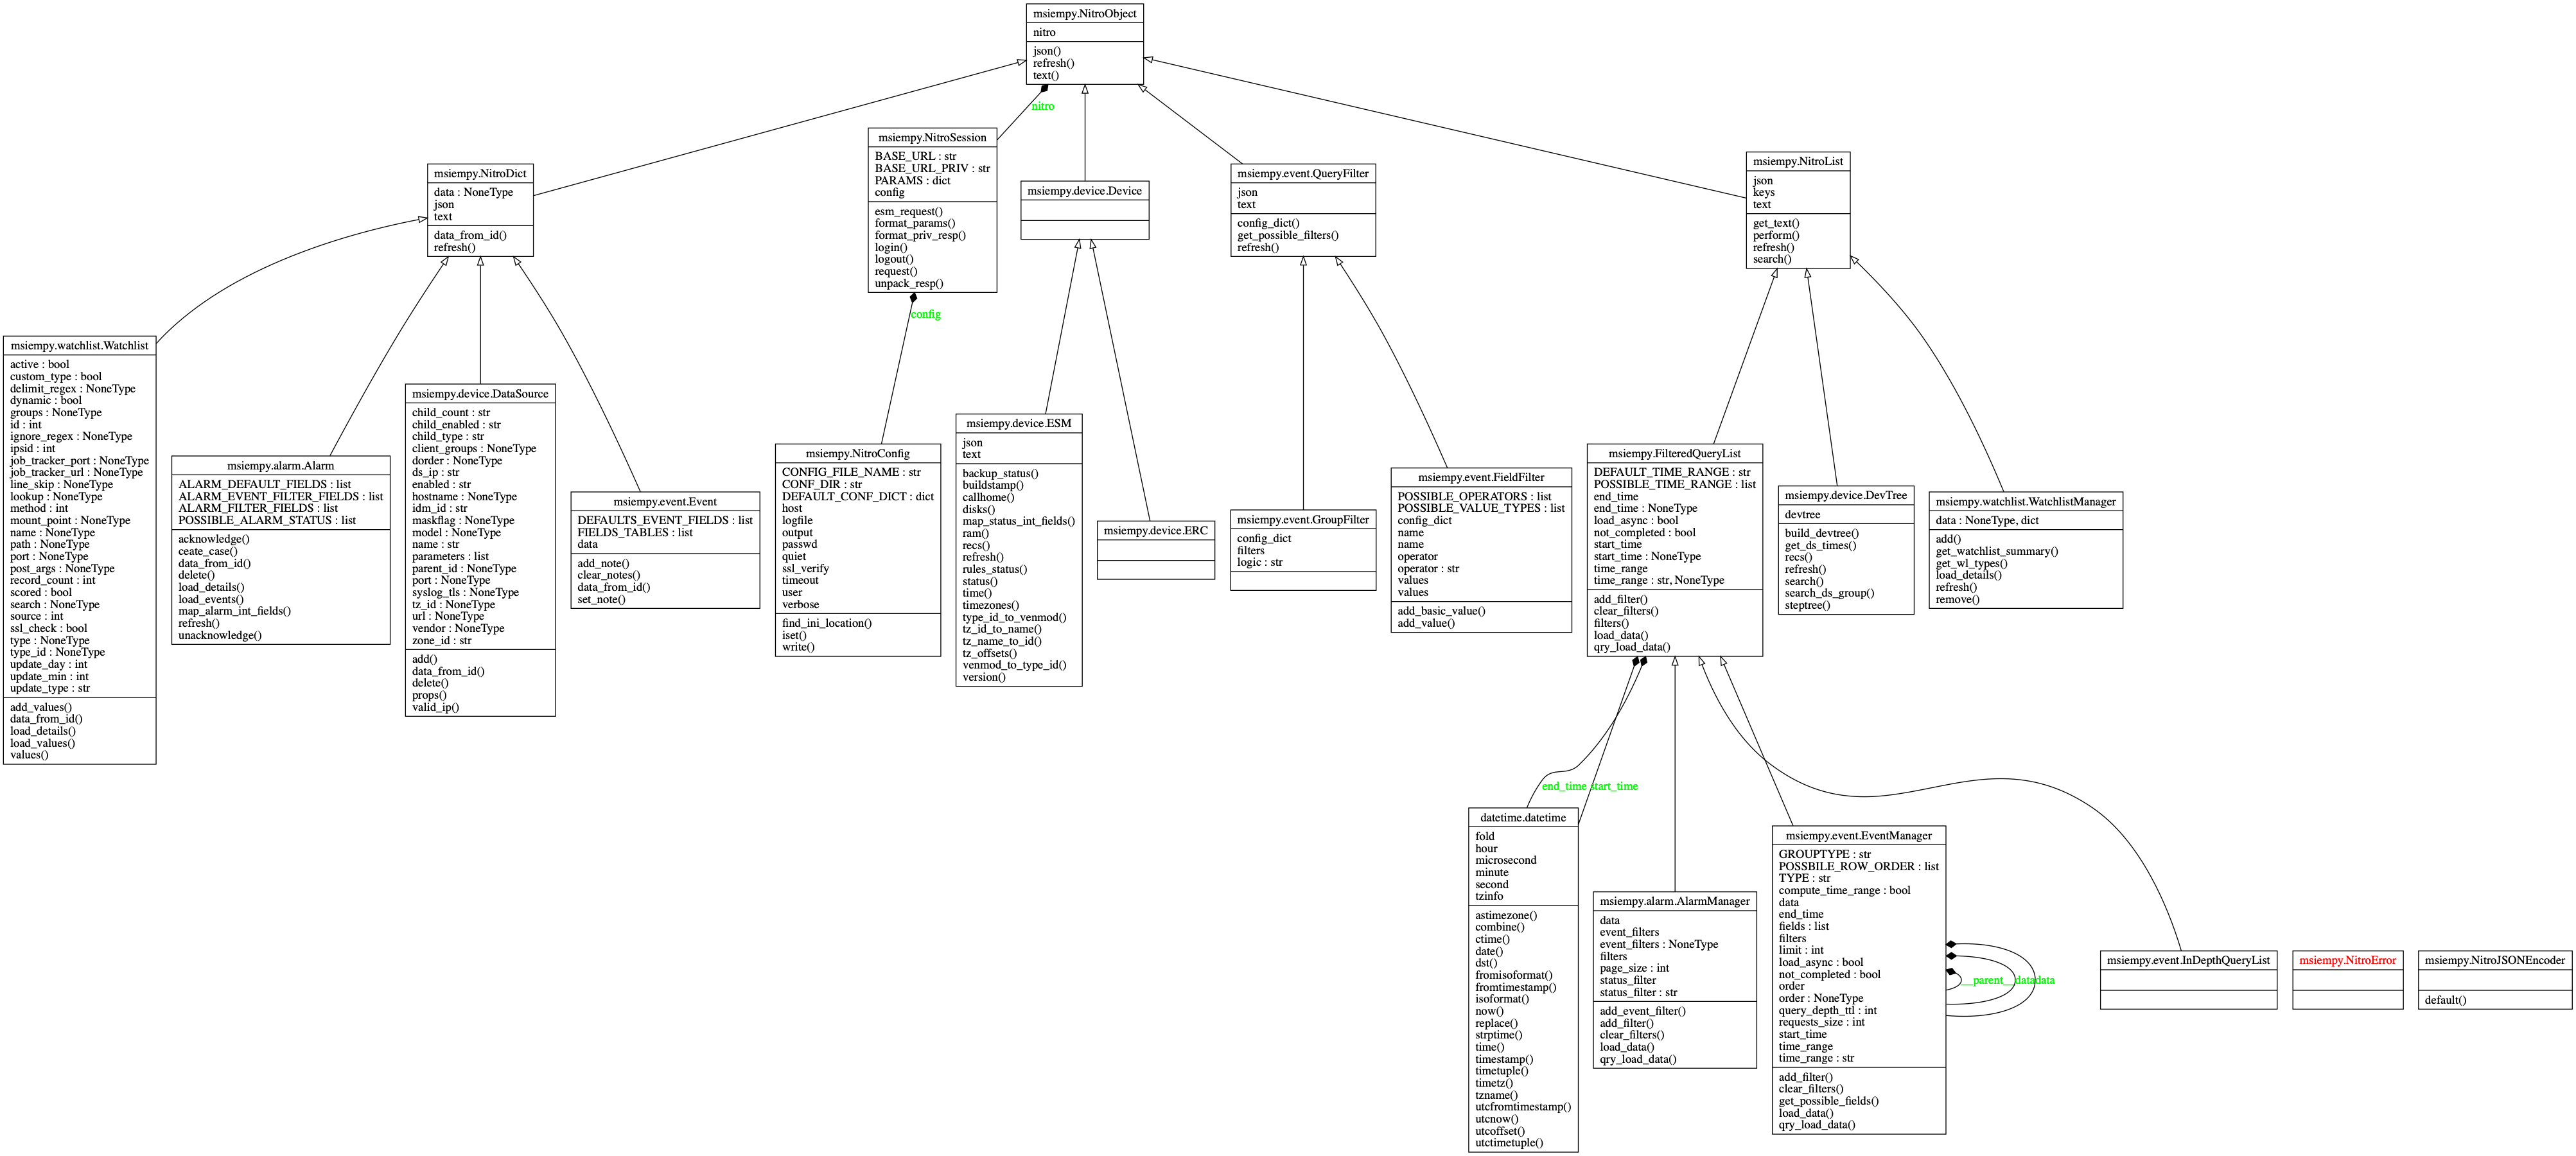 msiempy.NitroObject
nitro
json()
refresh()
text()
nitro
msiempy.NitroDict
data : NoneType
json
text
data_from_id()
refresh()
msiempy.NitroSession
BASE_URL : str
BASE_URL_PRIV : str
PARAMS : dict
config
esm_request()
format_params()
format_priv_resp()
login()
logout()
request()
unpack_resp()
config
msiempy.device.Device
msiempy.event.QueryFilter
json
text
config_dict()
get_possible_filters()
refresh()
msiempy.NitroList
json
keys
text
get_text()
perform()
refresh()
search()
msiempy.watchlist.Watchlist
active : bool
custom_type : bool
delimit_regex : NoneType
dynamic : bool
groups : NoneType
id : int
ignore_regex : NoneType
ipsid : int
job_tracker_port : NoneType
job_tracker_url : NoneType
line_skip : NoneType
lookup : NoneType
method : int
mount_point : NoneType
name : NoneType
path : NoneType
port : NoneType
post_args : NoneType
record_count : int
scored : bool
search : NoneType
source : int
ssl_check : bool
type : NoneType
type_id : NoneType
update_day : int
update_min : int
update_type : str
add_values()
data_from_id()
load_details()
load_values()
values()
msiempy.alarm.Alarm
ALARM_DEFAULT_FIELDS : list
ALARM_EVENT_FILTER_FIELDS : list
ALARM_FILTER_FIELDS : list
POSSIBLE_ALARM_STATUS : list
acknowledge()
ceate_case()
data_from_id()
delete()
load_details()
load_events()
map_alarm_int_fields()
refresh()
unacknowledge()
msiempy.device.DataSource
child_count : str
child_enabled : str
child_type : str
client_groups : NoneType
dorder : NoneType
ds_ip : str
enabled : str
hostname : NoneType
idm_id : str
maskflag : NoneType
model : NoneType
name : str
parameters : list
parent_id : NoneType
port : NoneType
syslog_tls : NoneType
tz_id : NoneType
url : NoneType
vendor : NoneType
zone_id : str
add()
data_from_id()
delete()
props()
valid_ip()
msiempy.event.Event
DEFAULTS_EVENT_FIELDS : list
FIELDS_TABLES : list
data
add_note()
clear_notes()
data_from_id()
set_note()
msiempy.NitroConfig
CONFIG_FILE_NAME : str
CONF_DIR : str
DEFAULT_CONF_DICT : dict
host
logfile
output
passwd
quiet
ssl_verify
timeout
user
verbose
find_ini_location()
iset()
write()
msiempy.device.ESM
json
text
backup_status()
buildstamp()
callhome()
disks()
map_status_int_fields()
ram()
recs()
refresh()
rules_status()
status()
time()
timezones()
type_id_to_venmod()
tz_id_to_name()
tz_name_to_id()
tz_offsets()
venmod_to_type_id()
version()
msiempy.device.ERC
msiempy.event.GroupFilter
config_dict
filters
logic : str
msiempy.event.FieldFilter
POSSIBLE_OPERATORS : list
POSSIBLE_VALUE_TYPES : list
config_dict
name
name
operator
operator : str
values
values
add_basic_value()
add_value()
msiempy.FilteredQueryList
DEFAULT_TIME_RANGE : str
POSSIBLE_TIME_RANGE : list
end_time
end_time : NoneType
load_async : bool
not_completed : bool
start_time
start_time : NoneType
time_range
time_range : str, NoneType
add_filter()
clear_filters()
filters()
load_data()
qry_load_data()
msiempy.device.DevTree
devtree
build_devtree()
get_ds_times()
recs()
refresh()
search()
search_ds_group()
steptree()
msiempy.watchlist.WatchlistManager
data : NoneType, dict
add()
get_watchlist_summary()
get_wl_types()
load_details()
refresh()
remove()
end_time start_time
datetime.datetime
fold
hour
microsecond
minute
second
tzinfo
astimezone()
combine()
ctime()
date()
dst()
fromisoformat()
fromtimestamp()
isoformat()
now()
replace()
strptime()
time()
timestamp()
timetuple()
timetz()
tzname()
utcfromtimestamp()
utcnow()
utcoffset()
utctimetuple()
msiempy.alarm.AlarmManager
data
event_filters
event_filters : NoneType
filters
page_size : int
status_filter
status_filter : str
add_event_filter()
add_filter()
clear_filters()
load_data()
qry_load_data()
msiempy.event.EventManager
GROUPTYPE : str
POSSBILE_ROW_ORDER : list
TYPE : str
compute_time_range : bool
data
end_time
fields : list
filters
limit : int
load_async : bool
not_completed : bool
order
order : NoneType
query_depth_ttl : int
requests_size : int
start_time
time_range
time_range : str
add_filter()
clear_filters()
get_possible_fields()
load_data()
qry_load_data()
__parent__datadata
msiempy.event.InDepthQueryList
msiempy.NitroError
msiempy.NitroJSONEncoder
default()